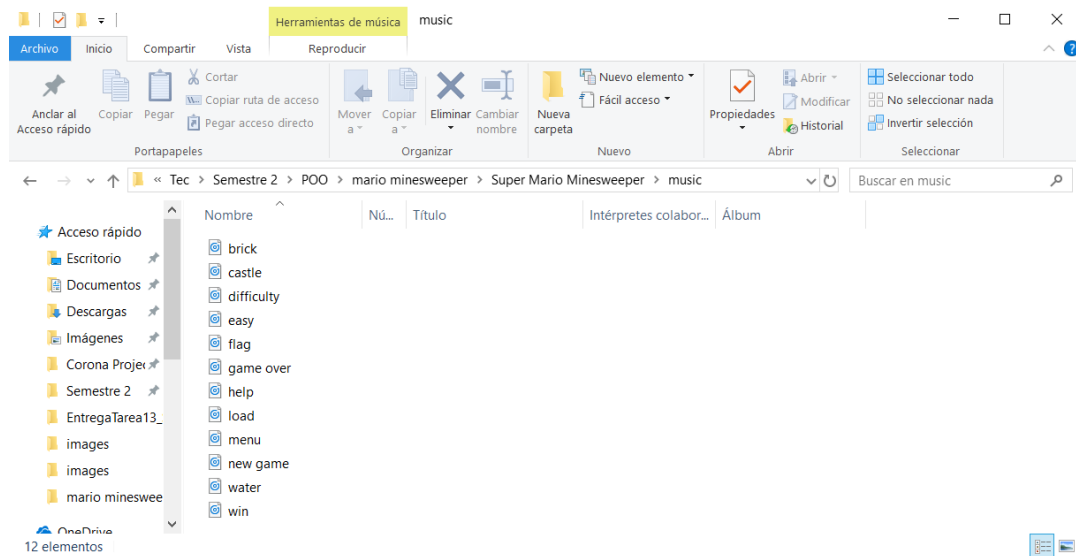 Herramientas de música music
Archivo Inicio Compartir Vista Reproducir
Anclar al Acceso rápido
Copiar
Pegar
Cortar
Copiar ruta de acceso
Pegar acceso directo
Portapapeles
Mover a
Copiar a
Eliminar
Cambiar nombre
Organizar
Nueva carpeta
Nuevo elemento
Fácil acceso
Nuevo
Propiedades
Abrir
Modificar
Historial
Abrir
Seleccionar todo
No seleccionar nada
Invertir selección
Seleccionar
« Tec > Semestre 2 > POO > mario minesweeper > Super Mario Minesweeper > music
Buscar en music
Acceso rápido
Escritorio
Documentos
Descargas
Imágenes
Corona Projec
Semestre 2
EntregaTarea13_
images
images
mario mineswee
OneDrive
Nombre Nú... Título Intérpretes colabor... Álbum
brick
castle
difficulty
easy
flag
game over
help
load
menu
new game
water
win
12 elementos